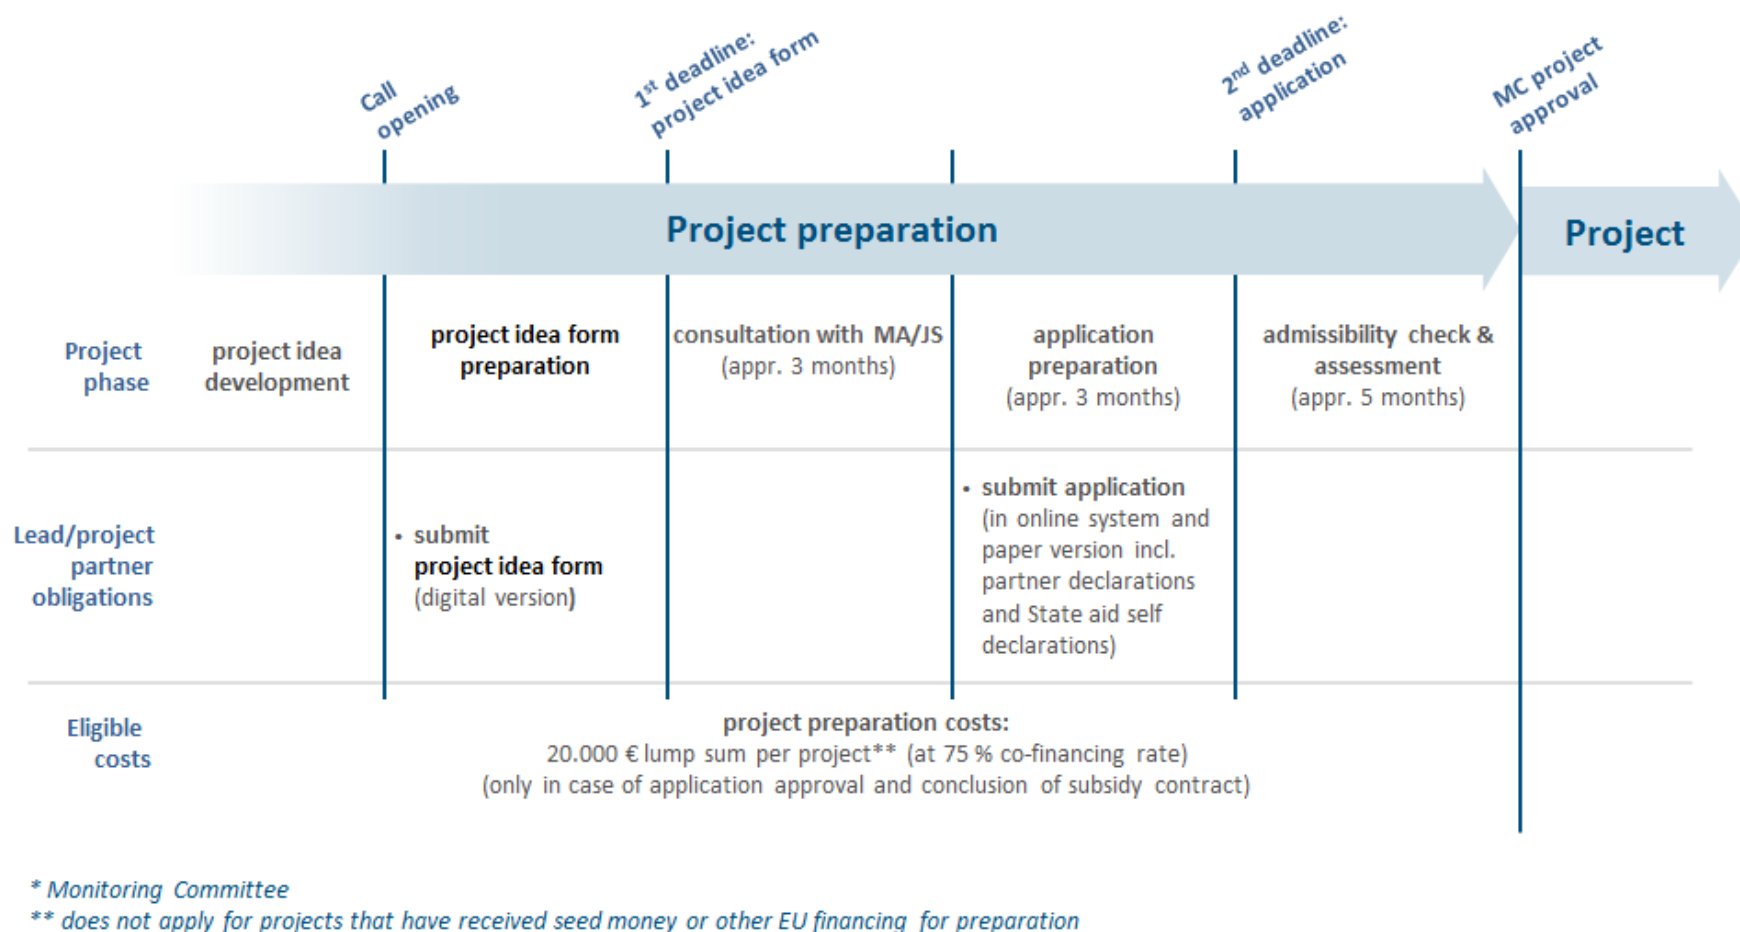 Call
opening
1st deadline:
project idea form
2nd deadline:
application
MC project
approval
Project preparation
Project
Project
phase
project idea
development
project idea form
preparation
consultation with MA/JS
(appr. 3 months)
application
preparation
(appr. 3 months)
admissibility check &
assessment
(appr. 5 months)
Lead/project
partner
obligations
• submit
project idea form
(digital version)
• submit application
(in online system and
paper version incl.
partner declarations
and State aid self
declarations)
Eligible
costs
project preparation costs:
20.000 € lump sum per project** (at 75 % co-financing rate)
(only in case of application approval and conclusion of subsidy contract)
* Monitoring Committee
** does not apply for projects that have received seed money or other EU financing for preparation